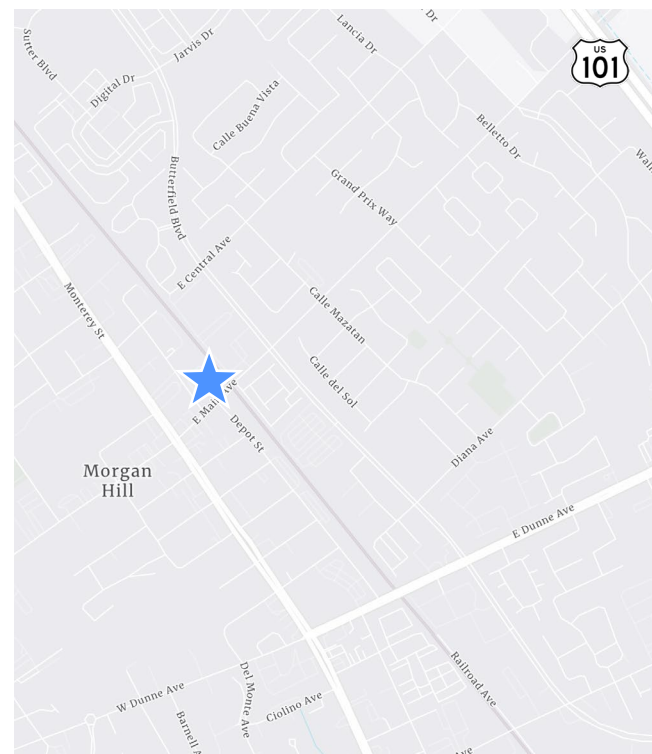 Dr
Lancia Dr
Sutter Blvd
Jarvis Dr
US
101
Digital Dr
Calle Buena Vista
Belletto Dr
Butterfield Blvd
Grand Prix Way
E Central Ave
Monterey St
Calle Mazatan
Calle del Sol
Depot St
Diana Ave
Morgan
Hill
E Dunne Ave
W Dunne Ave
Del Monte Ave
Ciolino Ave
Railroad Ave